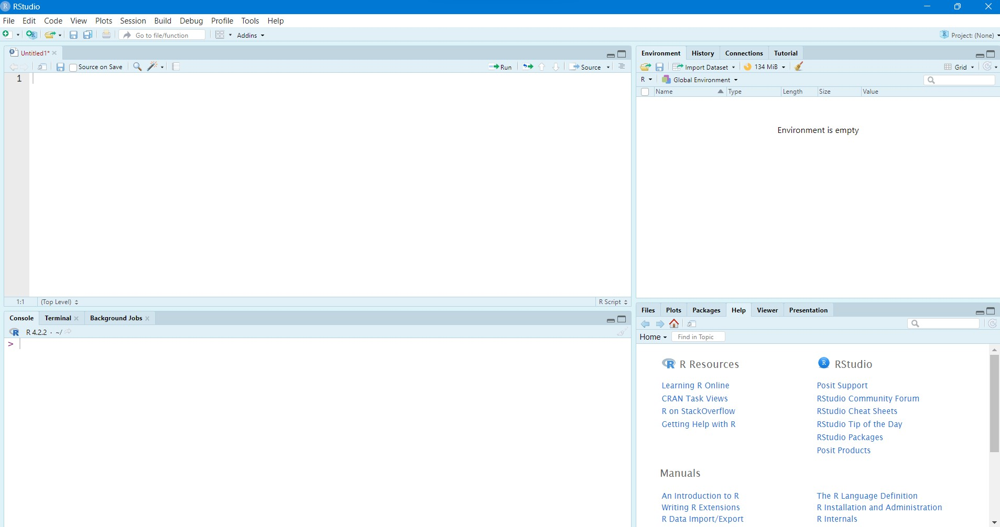 R RStudio
File Edit Code View Plots Session Build Debug Profile Tools Help
R Go to file/function Addins R Project: (None)
R Untitled1*
Source on Save Run Source
1
1:1 (Top Level) R Script
Console Terminal Background Jobs
R R 4.2.2 · ~/
>
Environment History Connections Tutorial
Import Dataset 134 MiB Grid
R Global Environment
Name Type Length Size Value
Environment is empty
Files Plots Packages Help Viewer Presentation
Home Find in Topic
R R Resources
Learning R Online
CRAN Task Views
R on StackOverflow
Getting Help with R
R RStudio
Posit Support
RStudio Community Forum
RStudio Cheat Sheets
RStudio Tip of the Day
RStudio Packages
Posit Products
Manuals
An Introduction to R
Writing R Extensions
R Data Import/Export
The R Language Definition
R Installation and Administration
R Internals